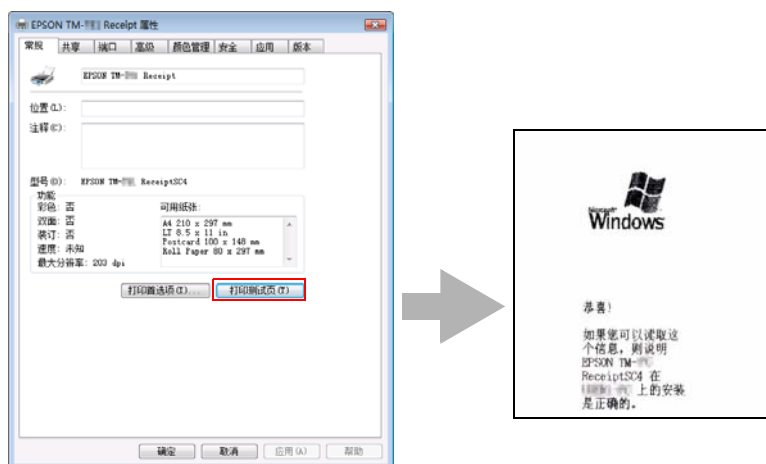 EPSON TM- Receipt 属性
常规 共享 端口 高级 颜色管理 安全 应用 版本
EPSON TM- Receipt
位置(L):
注释(C):
型号(O): EPSON TM- ReceiptSC4
功能
彩色: 否
双面: 否
装订: 否
速度: 未知
最大分辨率: 203 dpi
可用纸张:
A4 210 x 297 mm
LT 8.5 x 11 in
Postcard 100 x 148 mm
Roll Paper 80 x 297 mm
打印首选项(E)... 打印测试页(T)
确定 取消 应用(A) 帮助
Microsoft
Windows
恭喜!
如果您可以读取这
个信息，则说明
EPSON TM-
ReceiptSC4 在
上的安装
是正确的。